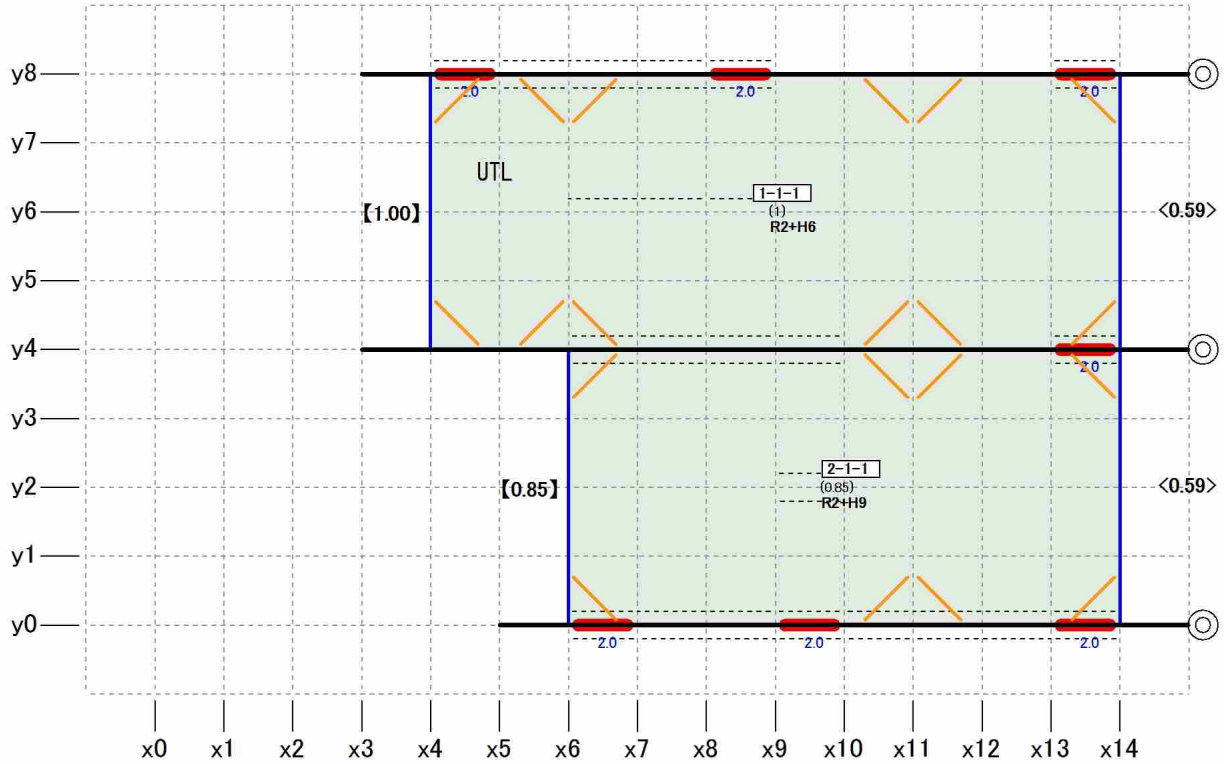 y8
2.0 2.0 2.0
y7
UTL
1-1-1
y6 【1.00】 (1) <0.59>
R2+H6
y5
y4
2.0
y3
2-1-1
y2 【0.85】 (0.85) <0.59>
R2+H9
y1
y0
2.0 2.0 2.0
x0 x1 x2 x3 x4 x5 x6 x7 x8 x9 x10 x11 x12 x13 x14